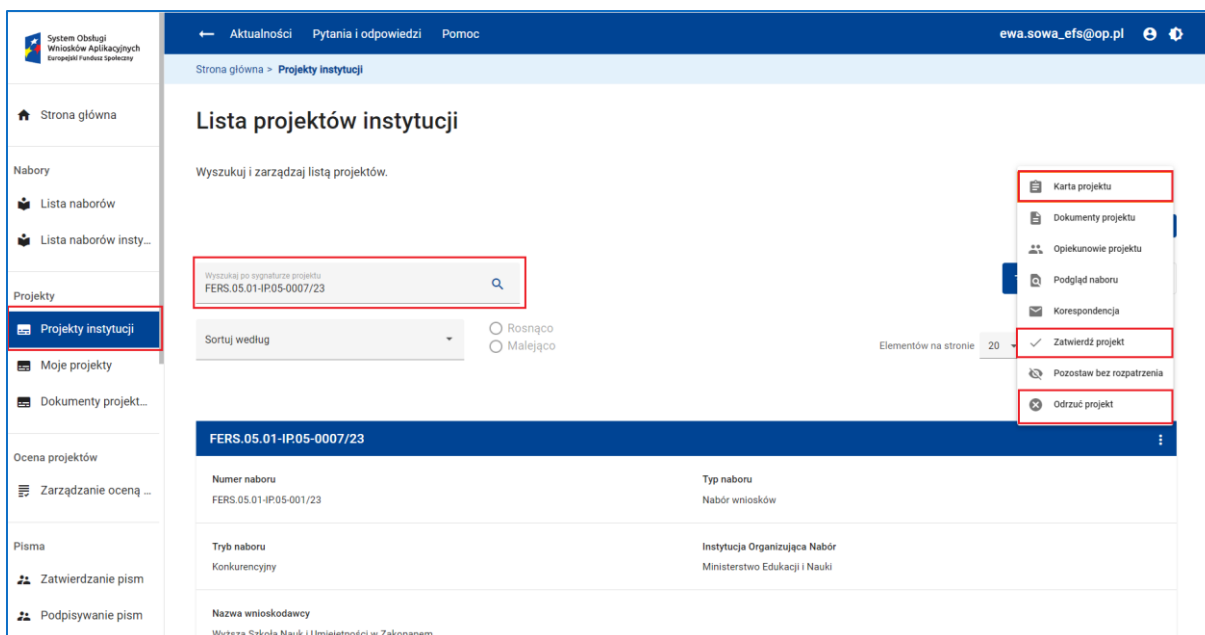 System Obsługi
Wniosków Aplikacyjnych
Europejski Fundusz Społeczny
Aktualności Pytania i odpowiedzi Pomoc
ewa.sowa_efs@op.pl
Strona główna > Projekty instytucji
Strona główna
Nabory
Lista naborów
Lista naborów insty...
Projekty
Projekty instytucji
Moje projekty
Dokumenty projekt...
Ocena projektów
Zarządzanie oceną ...
Pisma
Zatwierdzanie pism
Podpisywanie pism
Lista projektów instytucji
Wyszukuj i zarządzaj listą projektów.
Wyszukaj po sygnaturze projektu
FERS.05.01-IP.05-0007/23
Sortuj według
Rosnąco
Malejąco
Elementów na stronie 20
Karta projektu
Dokumenty projektu
Opiekunowie projektu
Podgląd naboru
Korespondencja
Zatwierdź projekt
Pozostaw bez rozpatrzenia
Odrzuć projekt
FERS.05.01-IP.05-0007/23
Numer naboru
FERS.05.01-IP.05-001/23
Typ naboru
Nabór wniosków
Tryb naboru
Konkurencyjny
Instytucja Organizująca Nabór
Ministerstwo Edukacji i Nauki
Nazwa wnioskodawcy
Wyższa Szkoła Nauk i Umiejętności w Zakopanem